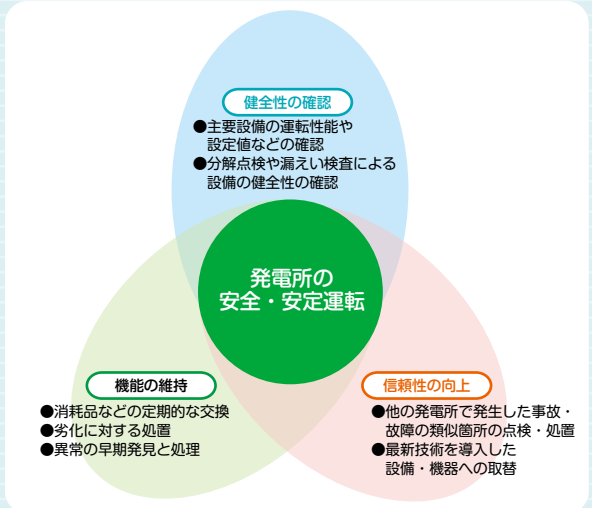 健全性の確認
●主要設備の運転性能や
設定値などの確認
●分解点検や漏えい検査による
設備の健全性の確認
発電所の
安全・安定運転
機能の維持
●消耗品などの定期的な交換
●劣化に対する処置
●異常の早期発見と処理
信頼性の向上
●他の発電所で発生した事故・
故障の類似箇所の点検・処置
●最新技術を導入した
設備・機器への取替